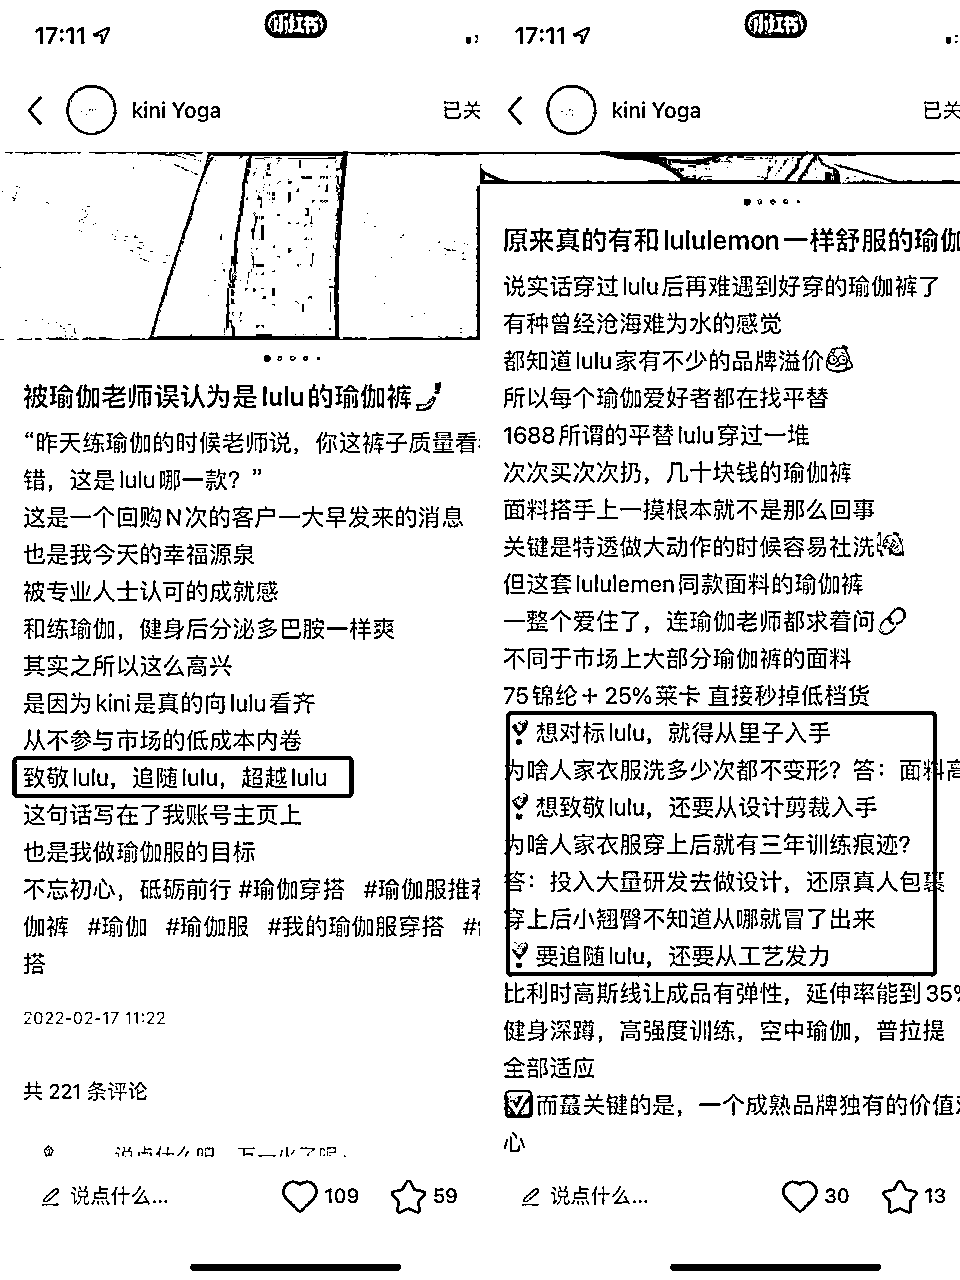 17:11
小红书
kini Yoga
已关
被瑜伽老师误认为是lulu的瑜伽裤
“昨天练瑜伽的时候老师说，你这裤子质量看
错，这是lulu哪一款？”
这是一个回购N次的客户一大早发来的消息
也是我今天的幸福源泉
被专业人士认可的成就感
和练瑜伽，健身后分泌多巴胺一样爽
其实之所以这么高兴
是因为kini是真的向lulu看齐
从不参与市场的低成本内卷
致敬lulu，追随lulu，超越lulu
这句话写在了我账号主页上
也是我做瑜伽服的目标
不忘初心，砥砺前行 #瑜伽穿搭 #瑜伽服推荐
伽裤 #瑜伽 #瑜伽服 #我的瑜伽服穿搭 #
搭
2022-02-17 11:22
共 221 条评论
说点什么吧，万一火了呢
说点什么...
109
59
17:11
小红书
kini Yoga
已关
原来真的有和lululemon一样舒服的瑜伽
说实话穿过lulu后再难遇到好穿的瑜伽裤了
有种曾经沧海难为水的感觉
都知道lulu家有不少的品牌溢价
所以每个瑜伽爱好者都在找平替
1688所谓的平替lulu穿过一堆
次次买次次扔，几十块钱的瑜伽裤
面料搭手上一摸根本就不是那么回事
关键是特透做大动作的时候容易社洗
但这套lululemen同款面料的瑜伽裤
一整个爱住了，连瑜伽老师都求着问
不同于市场上大部分瑜伽裤的面料
75锦纶＋25%莱卡 直接秒掉低档货
想对标lulu，就得从里子入手
为啥人家衣服洗多少次都不变形？答：面料高
想致敬lulu，还要从设计剪裁入手
为啥人家衣服穿上后就有三年训练痕迹？
答：投入大量研发去做设计，还原真人包裹
穿上后小翘臀不知道从哪就冒了出来
要追随lulu，还要从工艺发力
比利时高斯线让成品有弹性，延伸率能到35%
健身深蹲，高强度训练，空中瑜伽，普拉提
全部适应
而蕞关键的是，一个成熟品牌独有的价值观
心
说点什么...
30
13